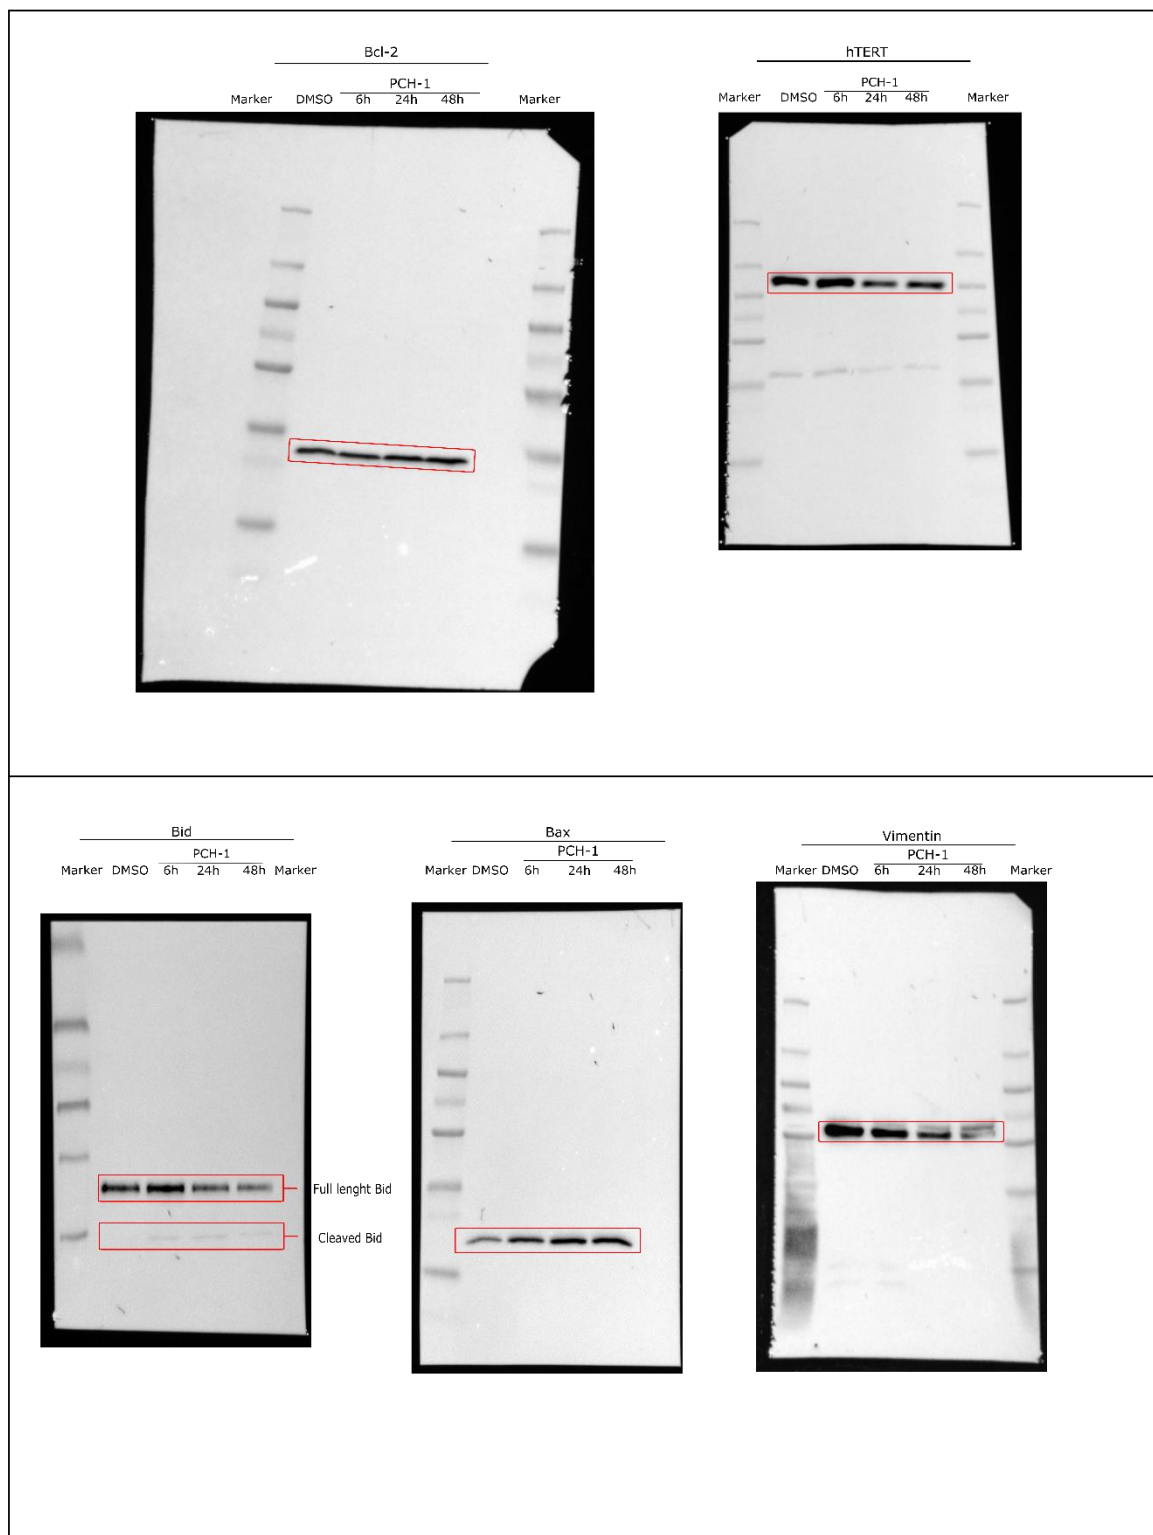 Bcl-2
PCH-1
Marker DMSO 6h 24h 48h Marker
hTERT
PCH-1
Marker DMSO 6h 24h 48h Marker
Bid
PCH-1
Marker DMSO 6h 24h 48h Marker
Full lenght Bid
Cleaved Bid
Bax
PCH-1
Marker DMSO 6h 24h 48h
Vimentin
PCH-1
Marker DMSO 6h 24h 48h Marker